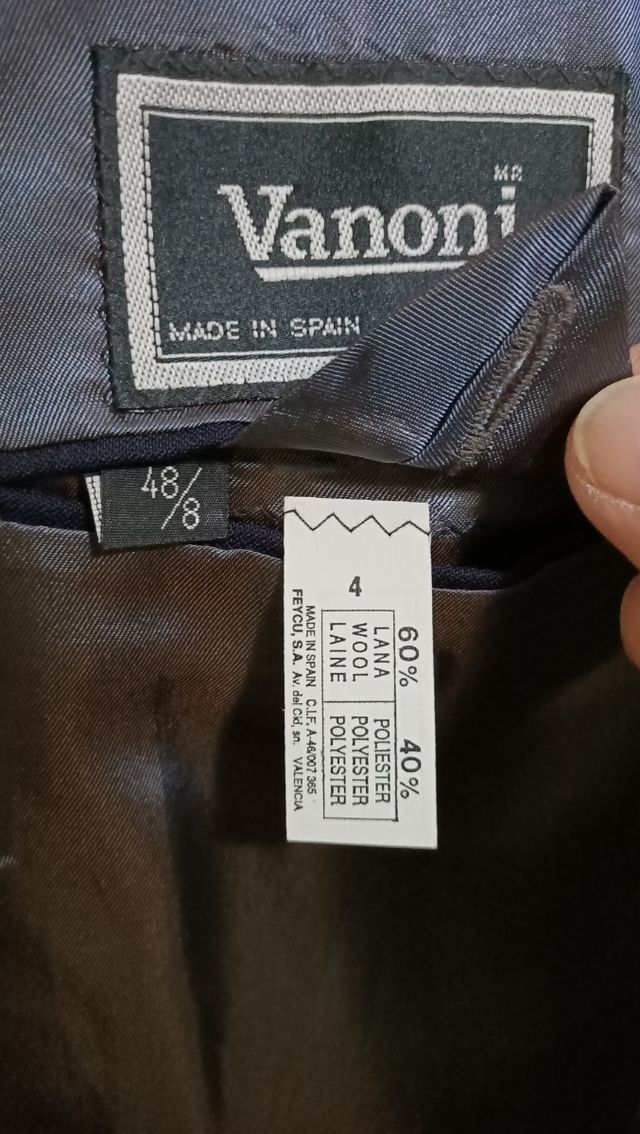 MR
Vanoni
MADE IN SPAIN
48/8
4
60% 40%
LANA POLIESTER
WOOL POLYESTER
LAINE POLYESTER
MADE IN SPAIN C.I.F. A-46/007 365
FEYCU, S.A. Av. del Cid, sn. VALENCIA